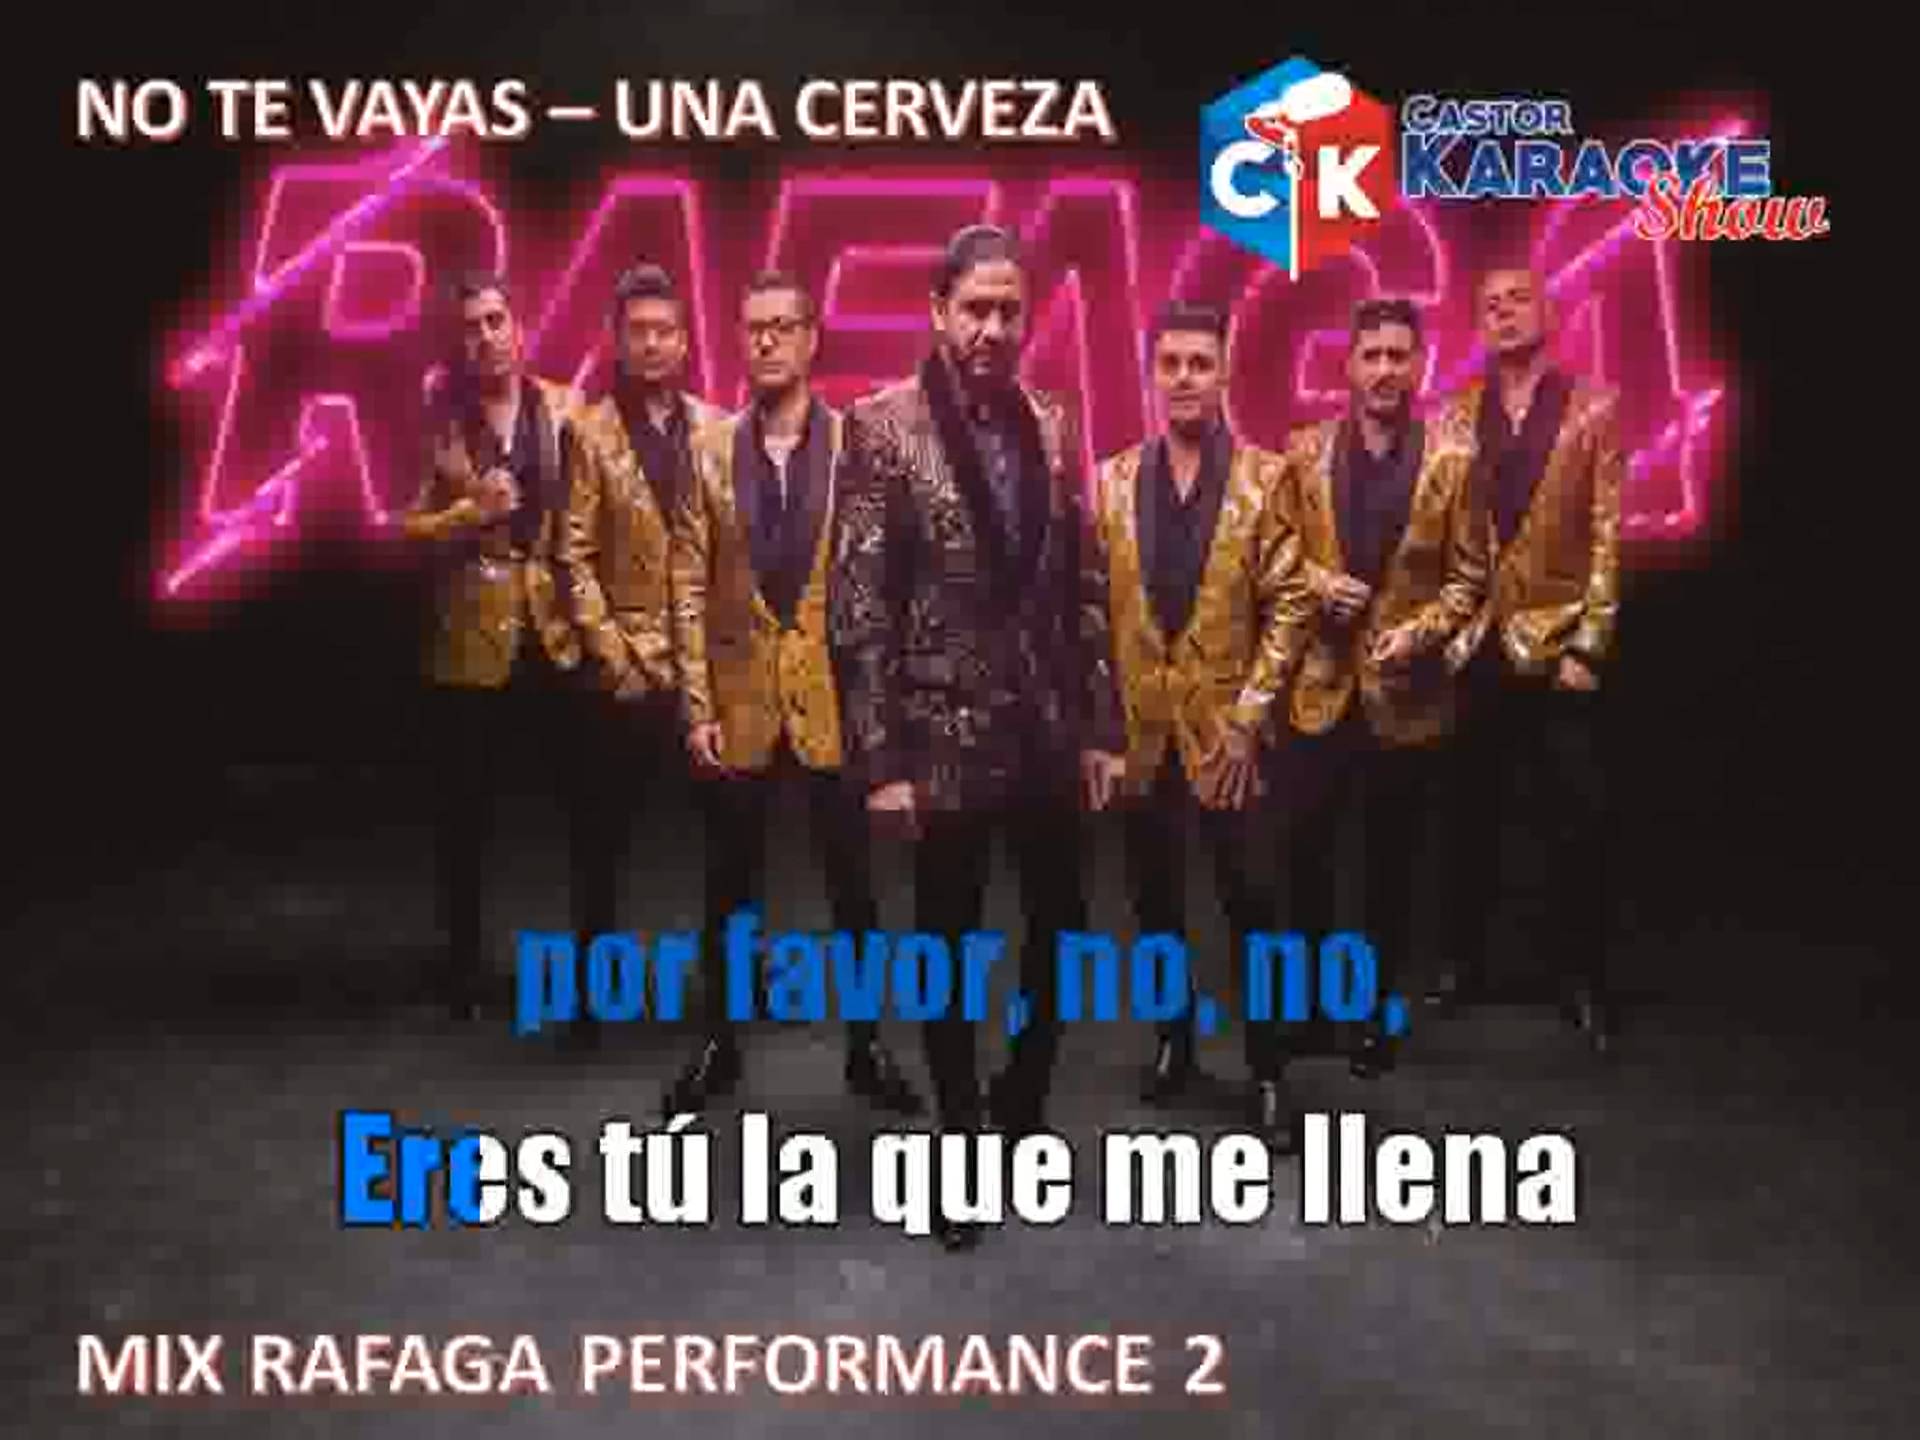 NO TE VAYAS – UNA CERVEZA
CASTOR
KARAOKE
Show
CK
RAFAGA
por favor, no, no,
Eres tú la que me llena
MIX RAFAGA PERFORMANCE 2